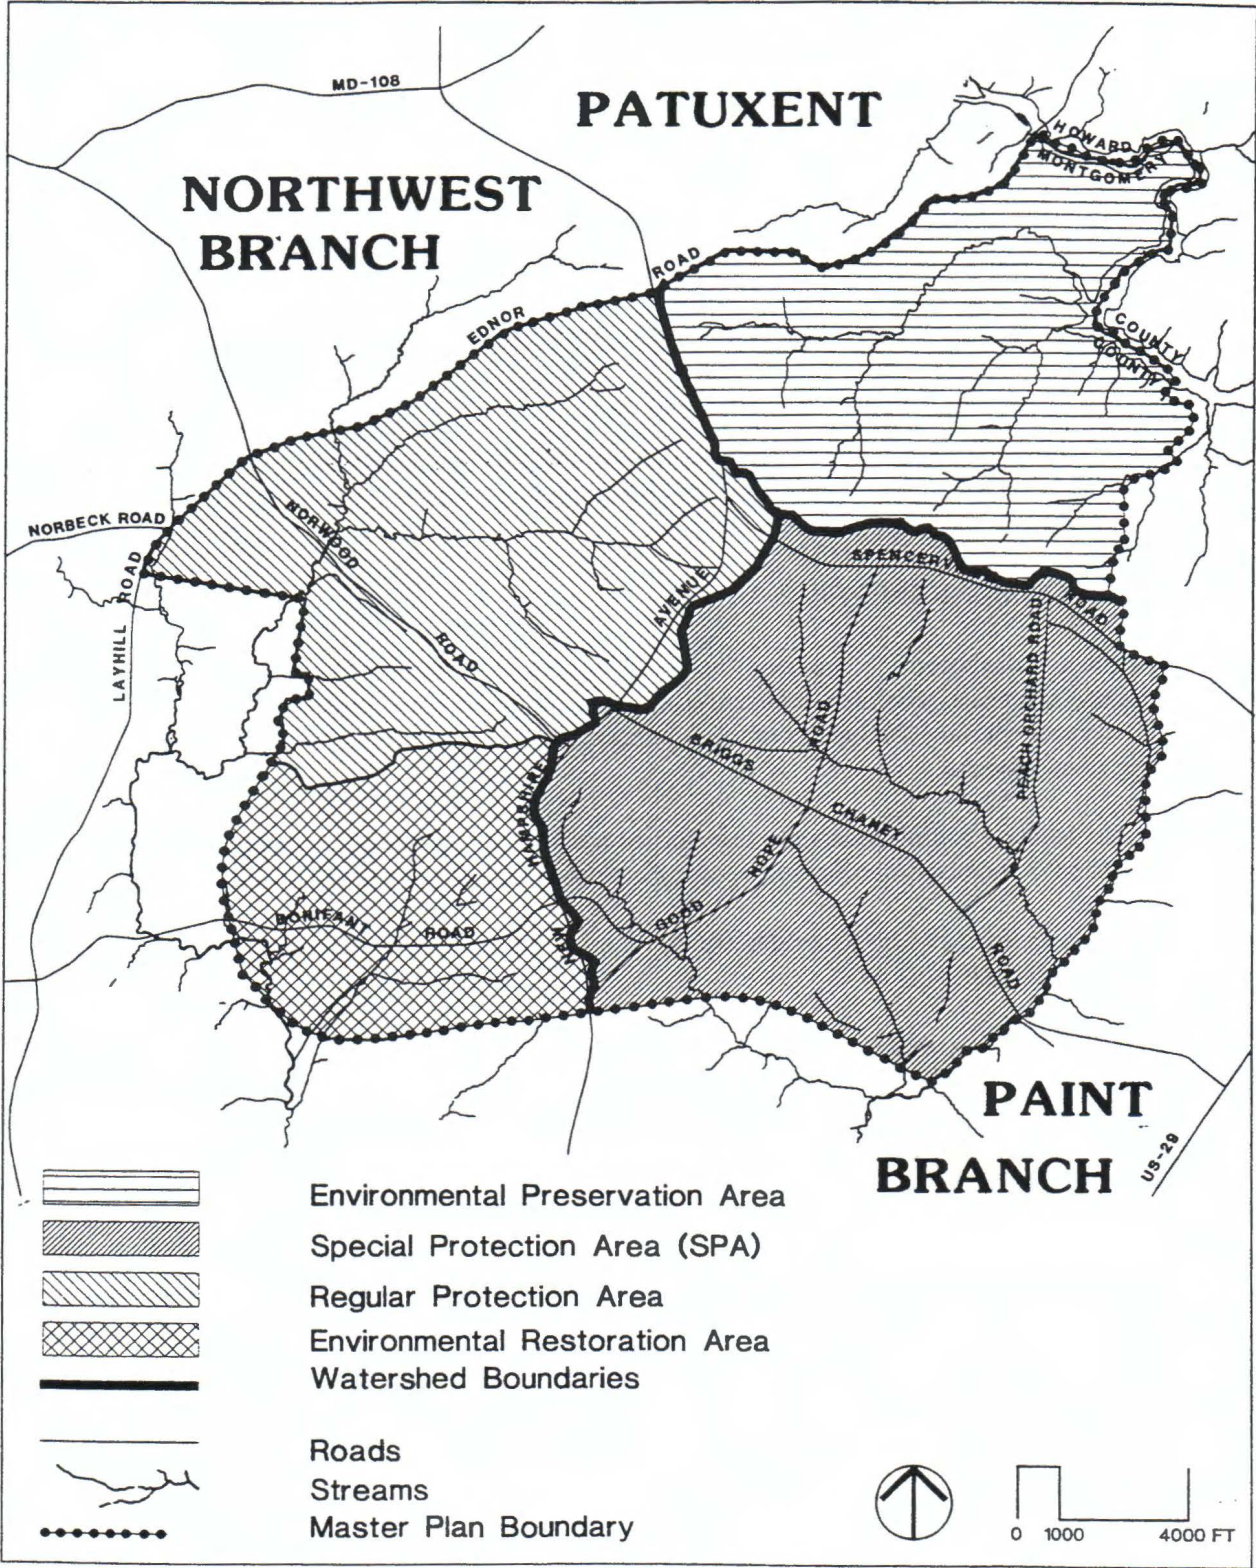 MD-108
PATUXENT
HOWARD
MONTGOMERY
NORTHWEST
BRANCH
ROAD
EDNOR
COUNTY
COUNTY
NORBECK ROAD
NORWOOD
ROAD
LAYHILL ROAD
AVENUE
SPENCERV
ROAD
PEACH ORCHARD ROAD
ROAD
BRIGGS
CHANEY
HAMPSHIRE
HOPE
GOOD
BONIFANT
ROAD
NEW
ROAD
PAINT
BRANCH
US-29
Environmental Preservation Area
Special Protection Area (SPA)
Regular Protection Area
Environmental Restoration Area
Watershed Boundaries
Roads
Streams
Master Plan Boundary
0 1000 4000 FT